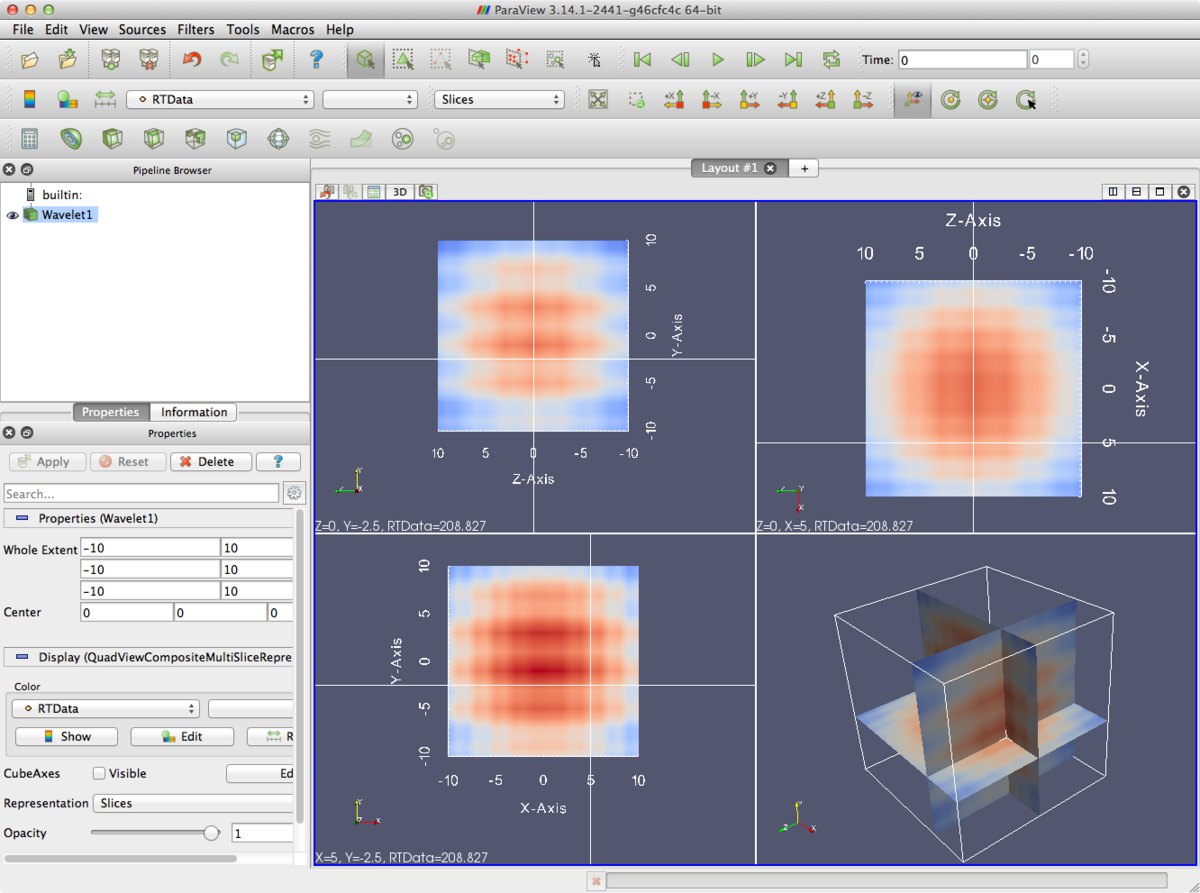 ParaView 3.14.1-2441-g46cfc4c 64-bit
File Edit View Sources Filters Tools Macros Help
? Time: 0 0
RTData Slices +X -X +Y -Y +Z -Z
Pipeline Browser
builtin:
Wavelet1
Properties Information
Properties
Apply Reset Delete ?
Search...
Properties (Wavelet1)
Whole Extent -10 10
-10 10
-10 10
Center 0 0 0
Display (QuadViewCompositeMultiSliceRepre
Color
RTData
Show Edit R
CubeAxes Visible Ed
Representation Slices
Opacity 1
Layout #1 +
3D
10
5
0
-5
-10
Y-Axis
10 5 0 -5 -10
Z-Axis
Y
Z=0, Y=-2.5, RTData=208.827
Z-Axis
10 5 0 -5 -10
-10
-5
0
5
10
X-Axis
Y
X
Z=0, X=5, RTData=208.827
10
5
0
-5
-10
Y-Axis
-10 -5 0 5 10
X-Axis
Y
Z X
X=5, Y=-2.5, RTData=208.827
Y
Z X